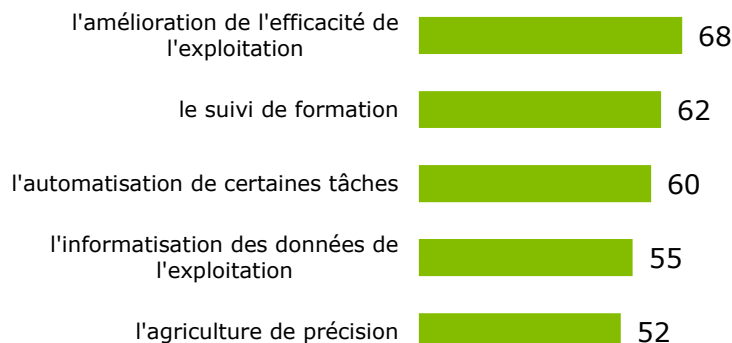 l'amélioration de l'efficacité de
l'exploitation
68
le suivi de formation
62
l'automatisation de certaines tâches
60
l'informatisation des données de
l'exploitation
55
l'agriculture de précision
52